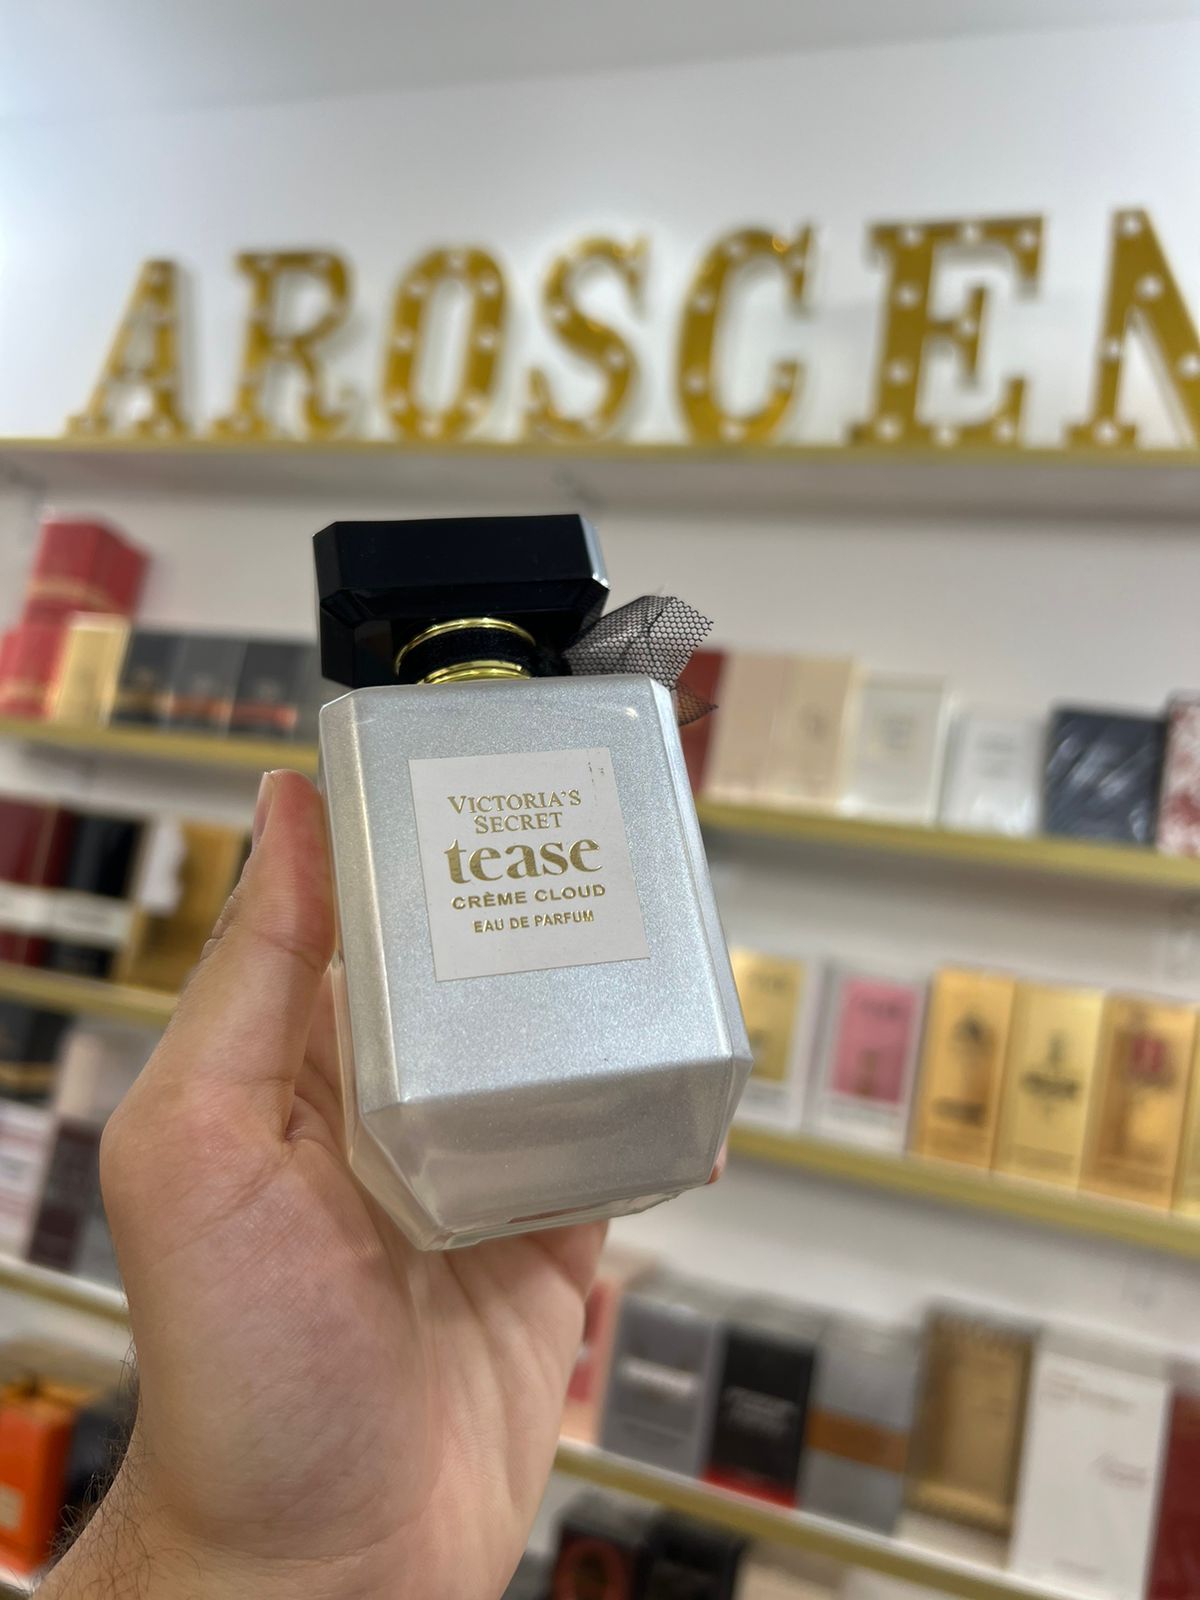 AROSCEN
VICTORIA'S
SECRET
tease
CRÈME CLOUD
EAU DE PARFUM